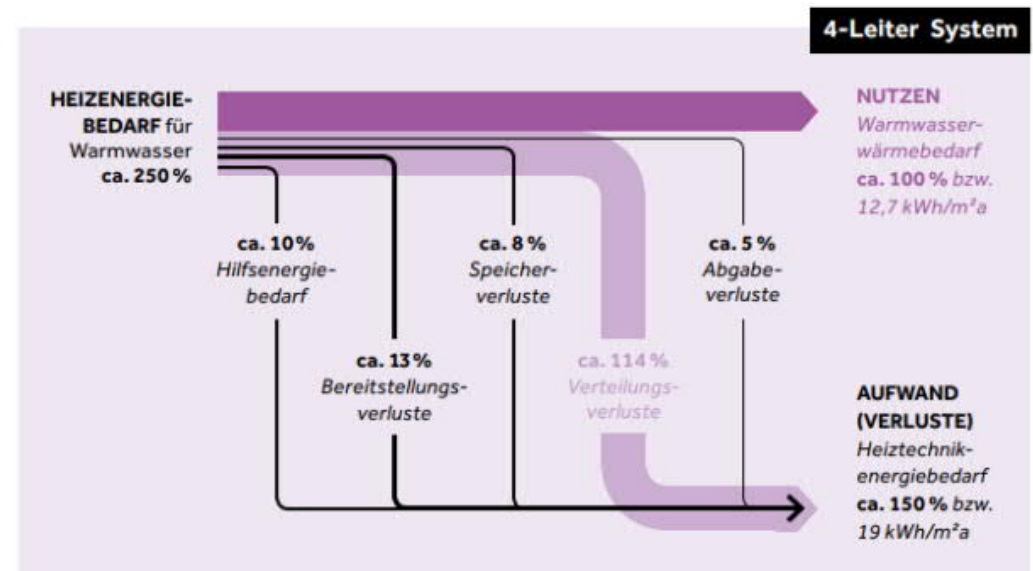 4-Leiter System
HEIZENERGIE-
BEDARF für
Warmwasser
ca. 250 %
NUTZEN
Warmwasser-
wärmebedarf
ca. 100 % bzw.
12,7 kWh/m²a
ca. 10 %
Hilfsenergie-
bedarf
ca. 8 %
Speicher-
verluste
ca. 5 %
Abgabe-
verluste
ca. 13 %
Bereitstellungs-
verluste
ca. 114 %
Verteilungs-
verluste
AUFWAND
(VERLUSTE)
Heiztechnik-
energiebedarf
ca. 150 % bzw.
19 kWh/m²a